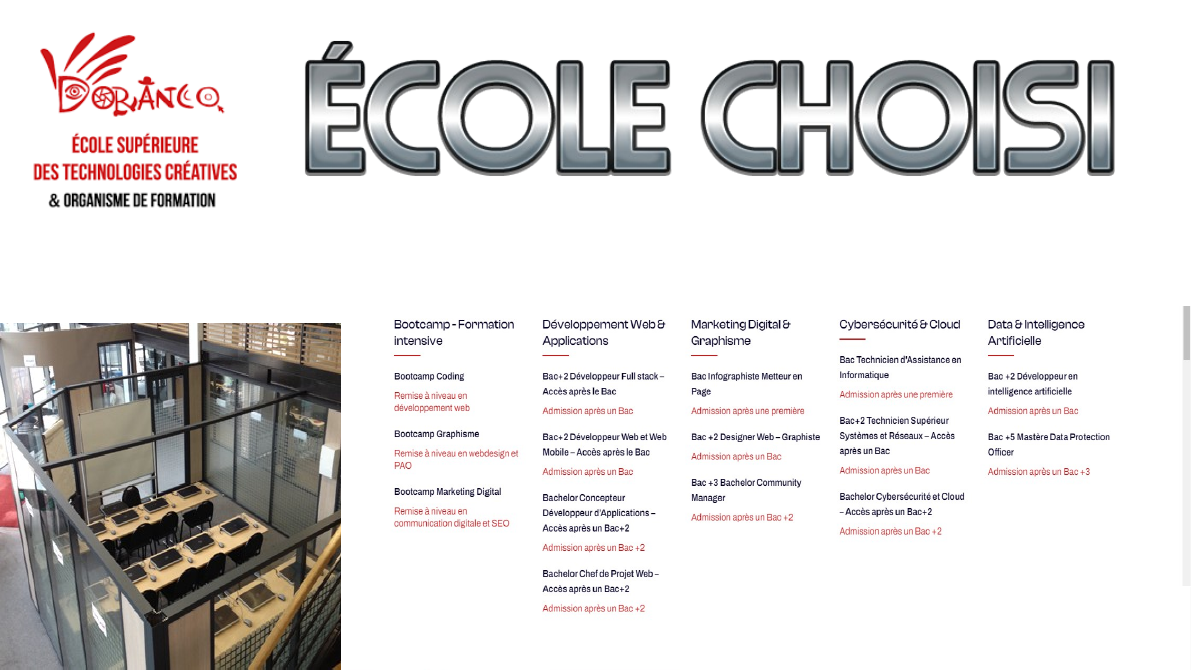 DORANCO
ÉCOLE SUPÉRIEURE
DES TECHNOLOGIES CRÉATIVES
& ORGANISME DE FORMATION
ÉCOLE CHOISI
Bootcamp - Formation
intensive
Bootcamp Coding
Remise à niveau en
développement web
Bootcamp Graphisme
Remise à niveau en webdesign et
PAO
Bootcamp Marketing Digital
Remise à niveau en
communication digitale et SEO
Développement Web &
Applications
Bac+2 Développeur Full stack –
Accès après le Bac
Admission après un Bac
Bac+2 Développeur Web et Web
Mobile – Accès après le Bac
Admission après un Bac
Bachelor Concepteur
Développeur d'Applications –
Accès après un Bac+2
Admission après un Bac +2
Bachelor Chef de Projet Web –
Accès après un Bac+2
Admission après un Bac +2
Marketing Digital &
Graphisme
Bac Infographiste Metteur en
Page
Admission après une première
Bac +2 Designer Web – Graphiste
Admission après un Bac
Bac +3 Bachelor Community
Manager
Admission après un Bac +2
Cybersécurité & Cloud
Bac Technicien d'Assistance en
Informatique
Admission après une première
Bac+2 Technicien Supérieur
Systèmes et Réseaux – Accès
après un Bac
Admission après un Bac
Bachelor Cybersécurité et Cloud
– Accès après un Bac+2
Admission après un Bac +2
Data & Intelligence
Artificielle
Bac +2 Développeur en
intelligence artificielle
Admission après un Bac
Bac +5 Mastère Data Protection
Officer
Admission après un Bac +3